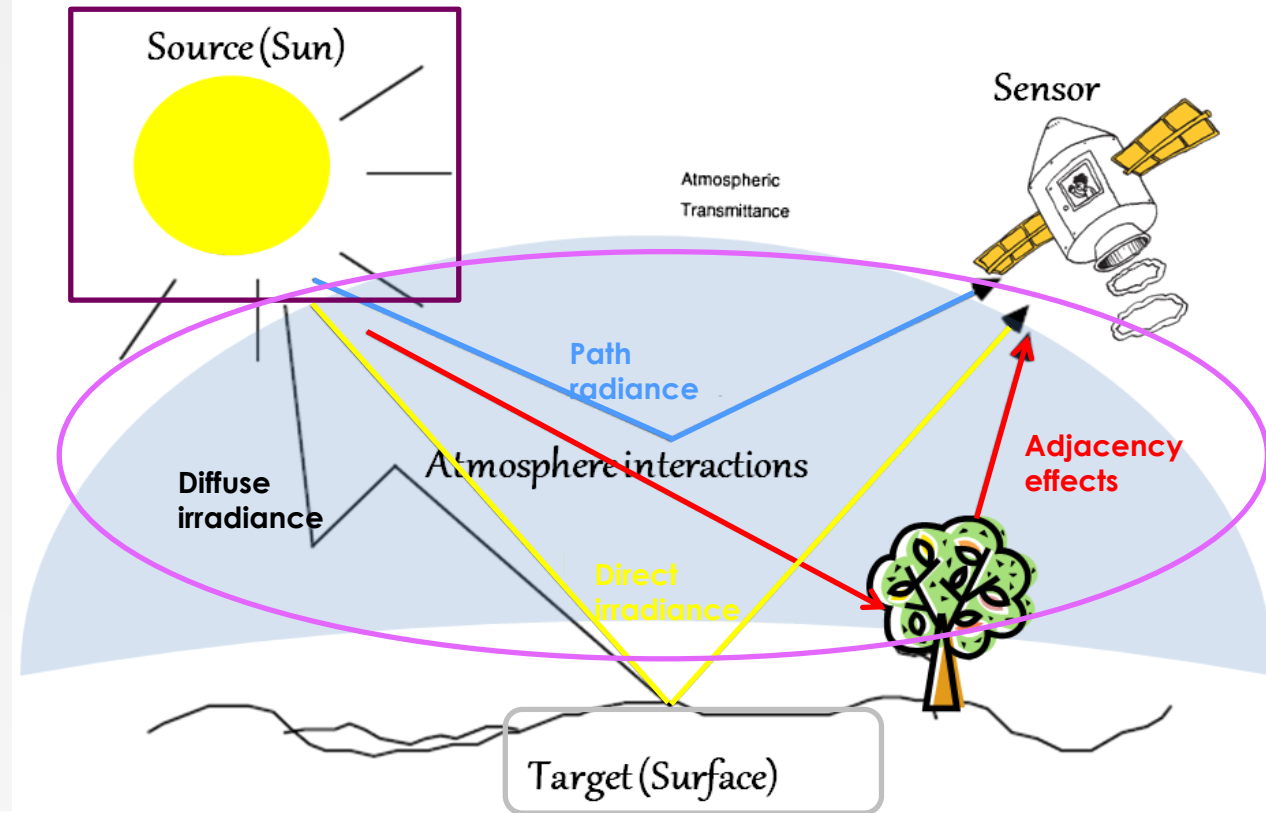 Source (Sun)
Sensor
Atmospheric
Transmittance
Path
radiance
Atmosphere interactions
Adjacency
effects
Diffuse
irradiance
Direct
irradiance
Target (Surface)